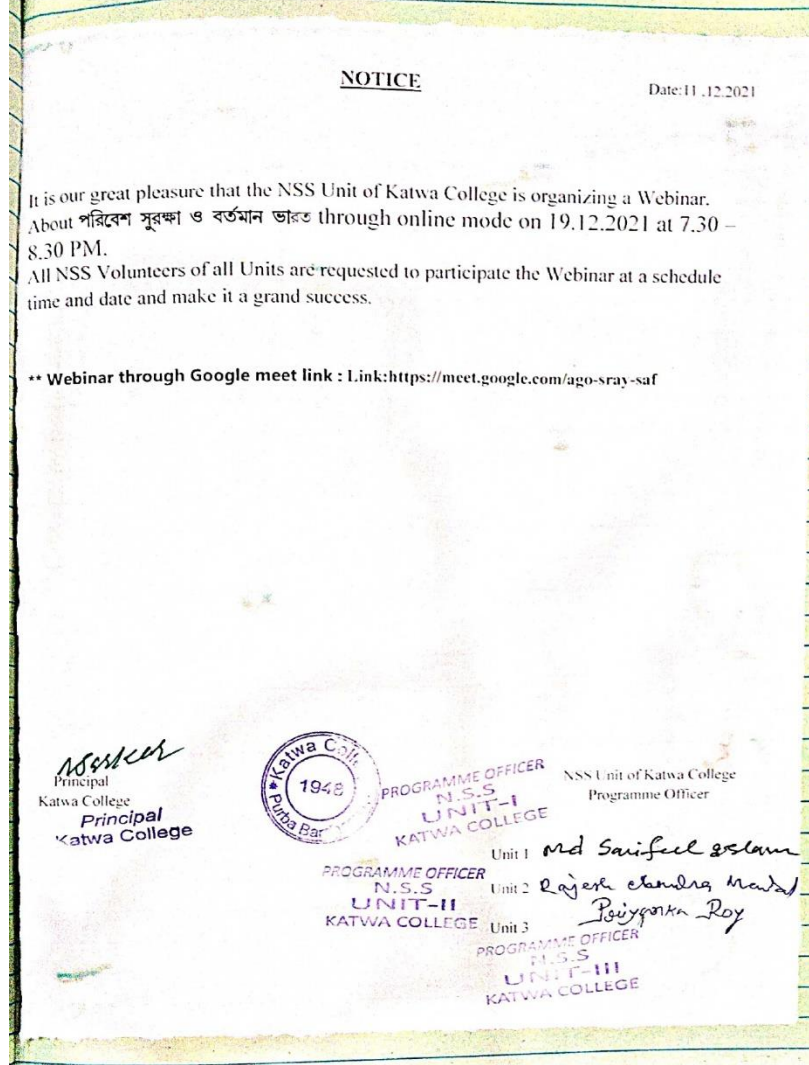 NOTICE
Date:11 .12.2021
It is our great pleasure that the NSS Unit of Katwa College is organizing a Webinar.
About পরিবেশ সুরক্ষা ও বর্তমান ভারত through online mode on 19.12.2021 at 7.30 –
8.30 PM.
All NSS Volunteers of all Units are requested to participate the Webinar at a schedule
time and date and make it a grand success.
** Webinar through Google meet link : Link:https://meet.google.com/ago-sray-saf
Principal
Katwa College
Principal
Katwa College
Katwa
1948
Purba
PROGRAMME OFFICER
N.S.S
UNIT-I
KATWA COLLEGE
NSS Unit of Katwa College
Programme Officer
Unit 1 Md Sariful Islam
PROGRAMME OFFICER
N.S.S
UNIT-II
KATWA COLLEGE
Unit 2 Rajesh Chandra Mandal
Unit 3 Priyanka Roy
PROGRAMME OFFICER
N.S.S
UNIT-III
KATWA COLLEGE